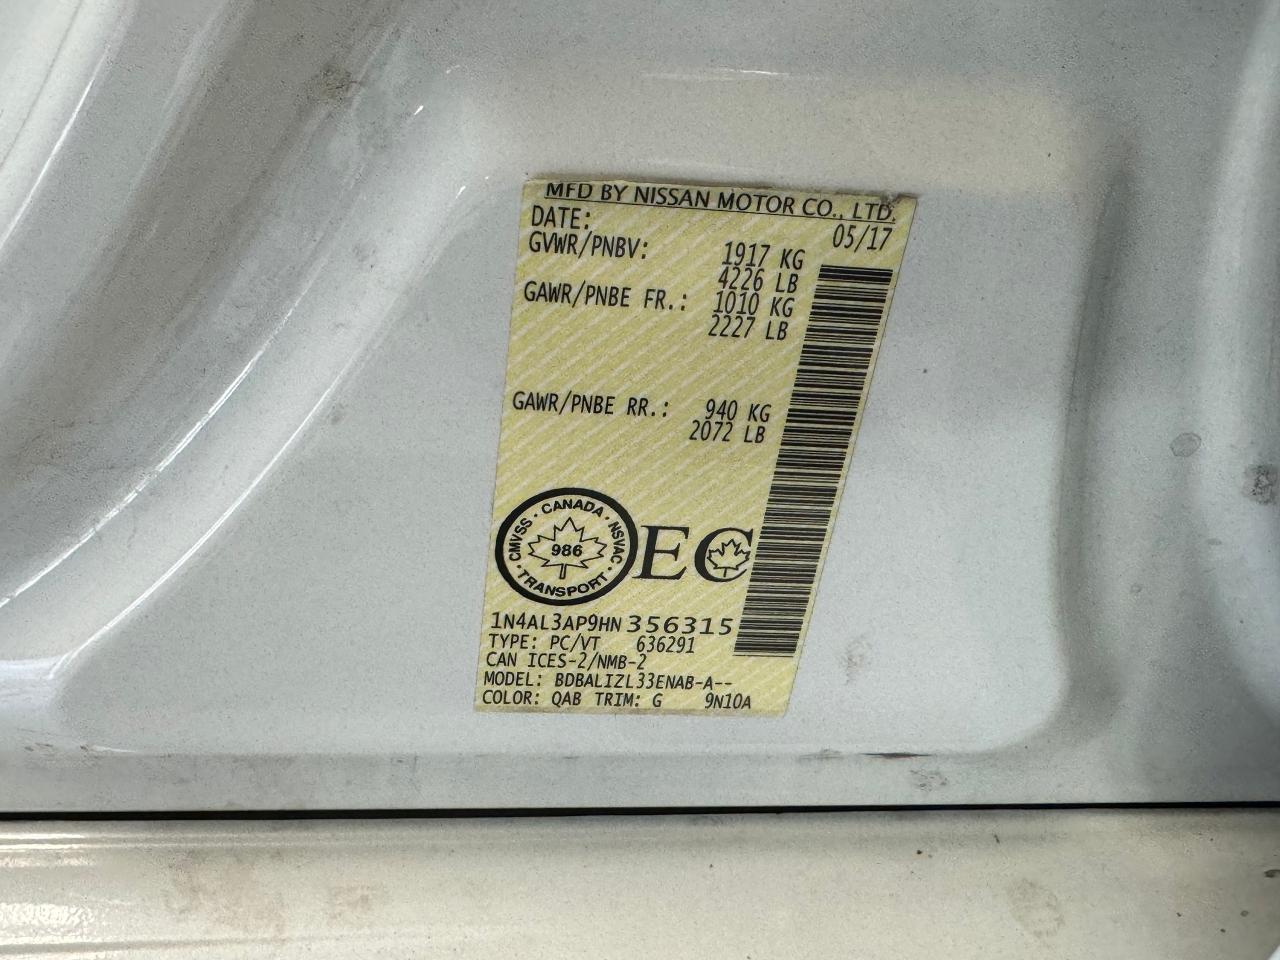 MFD BY NISSAN MOTOR CO., LTD.
DATE: 05/17
GVWR/PNBV: 1917 KG
4226 LB
GAWR/PNBE FR.: 1010 KG
2227 LB
GAWR/PNBE RR.: 940 KG
2072 LB
CMVSS · CANADA · NSVAC · TRANSPORT ·
986
EC
1N4AL3AP9HN356315
TYPE: PC/VT 636291
CAN ICES-2/NMB-2
MODEL: BDBALIZL33ENAB-A--
COLOR: QAB TRIM: G 9N10A